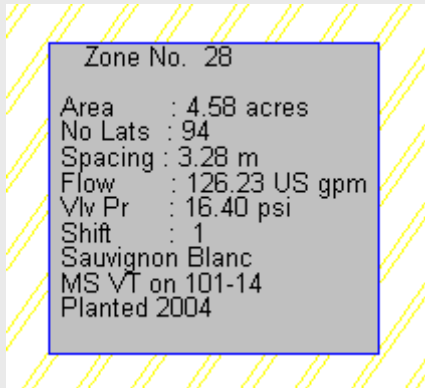 Zone No. 28
Area : 4.58 acres
No Lats : 94
Spacing : 3.28 m
Flow : 126.23 US gpm
Vlv Pr : 16.40 psi
Shift : 1
Sauvignon Blanc
MS VT on 101-14
Planted 2004